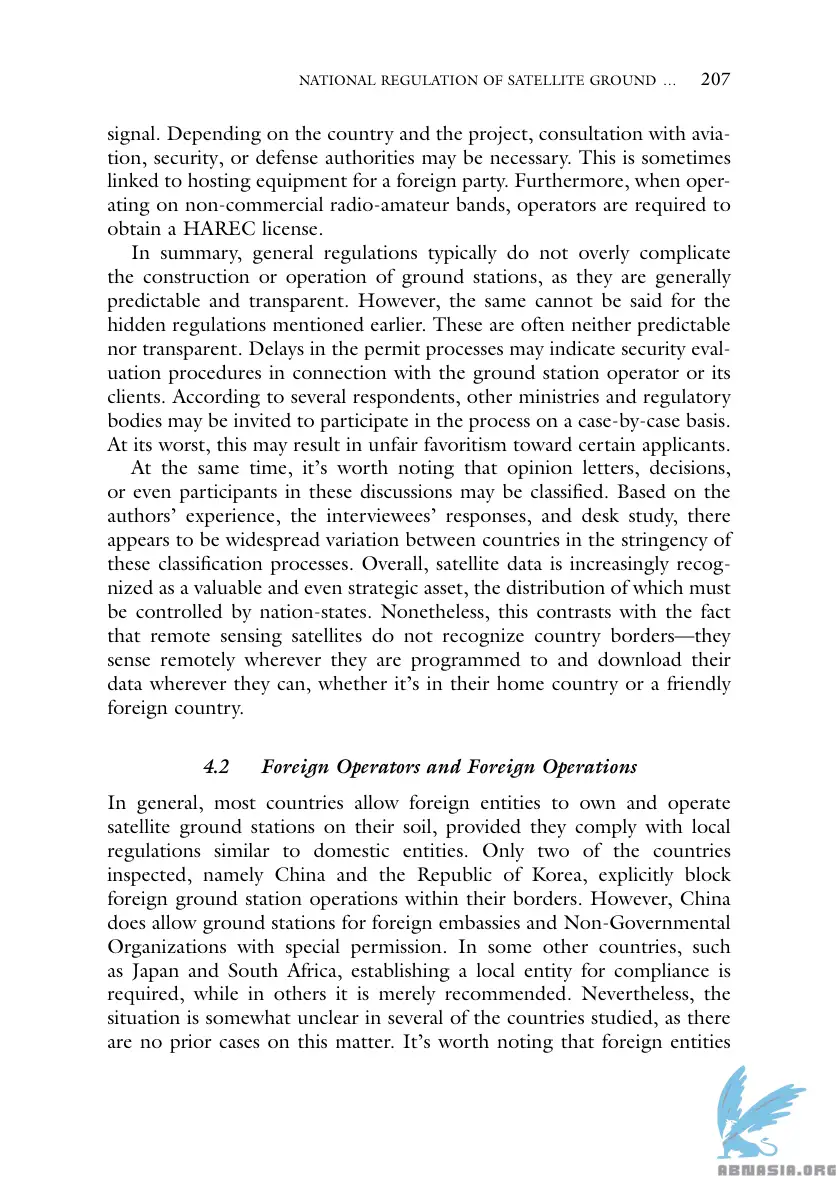 NATIONAL REGULATION OF SATELLITE GROUND … 207
signal. Depending on the country and the project, consultation with avia-
tion, security, or defense authorities may be necessary. This is sometimes
linked to hosting equipment for a foreign party. Furthermore, when oper-
ating on non-commercial radio-amateur bands, operators are required to
obtain a HAREC license.
In summary, general regulations typically do not overly complicate
the construction or operation of ground stations, as they are generally
predictable and transparent. However, the same cannot be said for the
hidden regulations mentioned earlier. These are often neither predictable
nor transparent. Delays in the permit processes may indicate security eval-
uation procedures in connection with the ground station operator or its
clients. According to several respondents, other ministries and regulatory
bodies may be invited to participate in the process on a case-by-case basis.
At its worst, this may result in unfair favoritism toward certain applicants.
At the same time, it’s worth noting that opinion letters, decisions,
or even participants in these discussions may be classified. Based on the
authors’ experience, the interviewees’ responses, and desk study, there
appears to be widespread variation between countries in the stringency of
these classification processes. Overall, satellite data is increasingly recog-
nized as a valuable and even strategic asset, the distribution of which must
be controlled by nation-states. Nonetheless, this contrasts with the fact
that remote sensing satellites do not recognize country borders—they
sense remotely wherever they are programmed to and download their
data wherever they can, whether it’s in their home country or a friendly
foreign country.
4.2 Foreign Operators and Foreign Operations
In general, most countries allow foreign entities to own and operate
satellite ground stations on their soil, provided they comply with local
regulations similar to domestic entities. Only two of the countries
inspected, namely China and the Republic of Korea, explicitly block
foreign ground station operations within their borders. However, China
does allow ground stations for foreign embassies and Non-Governmental
Organizations with special permission. In some other countries, such
as Japan and South Africa, establishing a local entity for compliance is
required, while in others it is merely recommended. Nevertheless, the
situation is somewhat unclear in several of the countries studied, as there
are no prior cases on this matter. It’s worth noting that foreign entities
ABNASIA.ORG